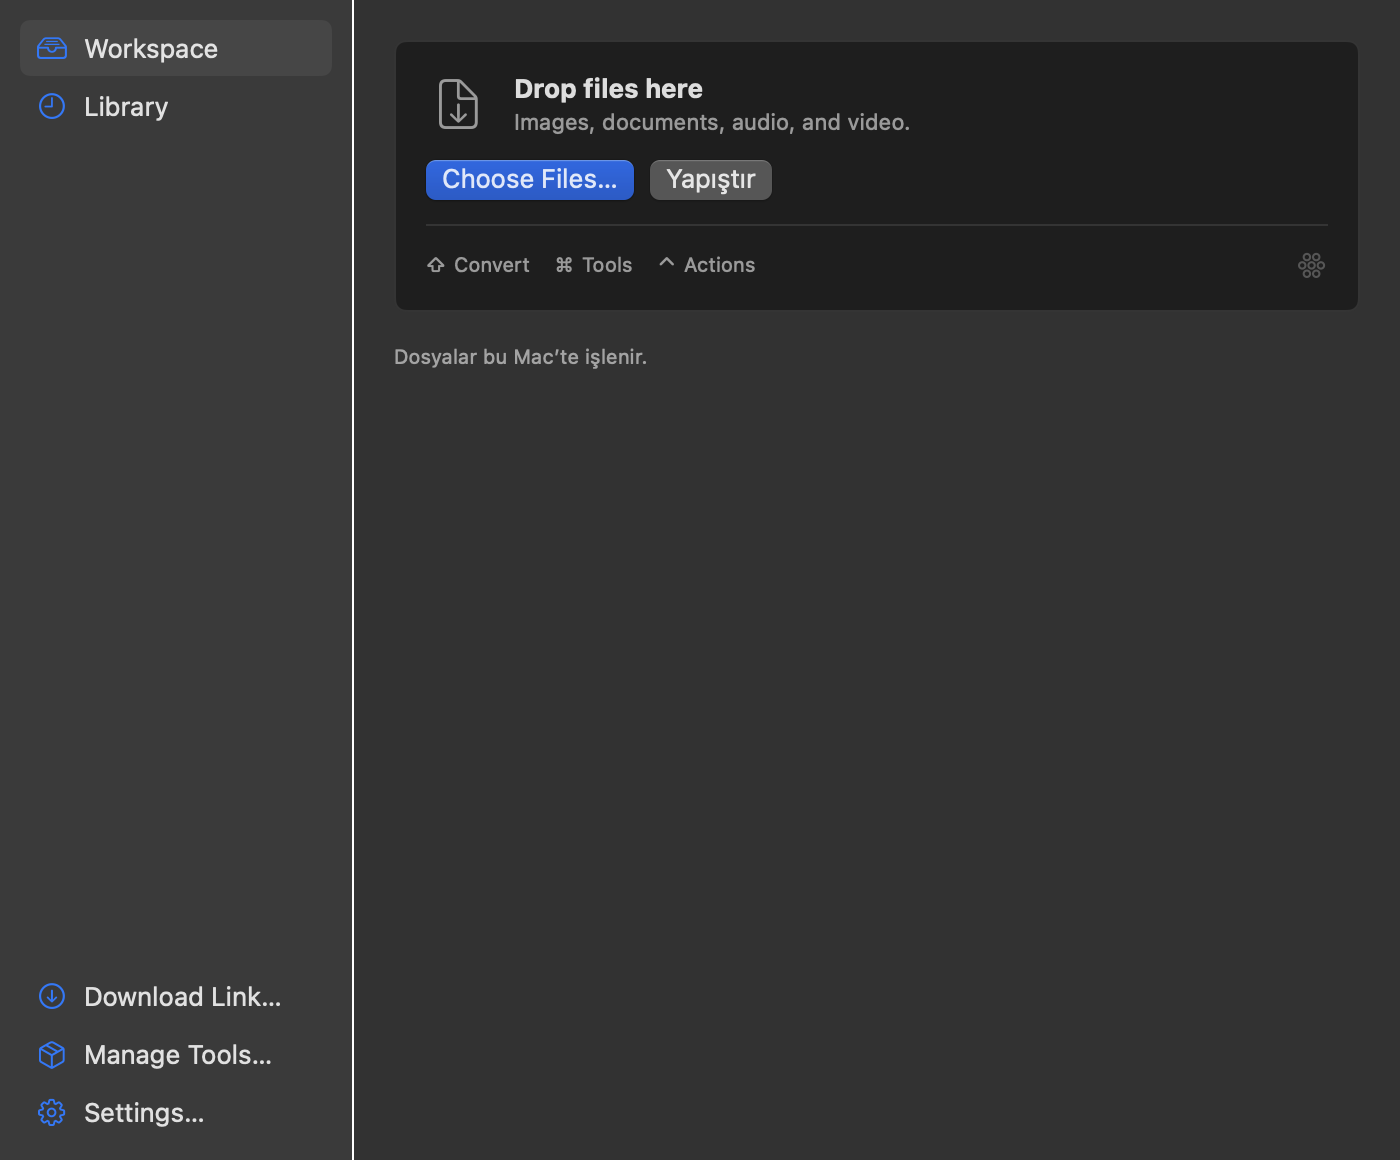 Workspace
Library
Drop files here
Images, documents, audio, and video.
Choose Files...
Yapıştır
⇧ Convert ⌘ Tools ⌃ Actions
Dosyalar bu Mac’te işlenir.
Download Link...
Manage Tools...
Settings...